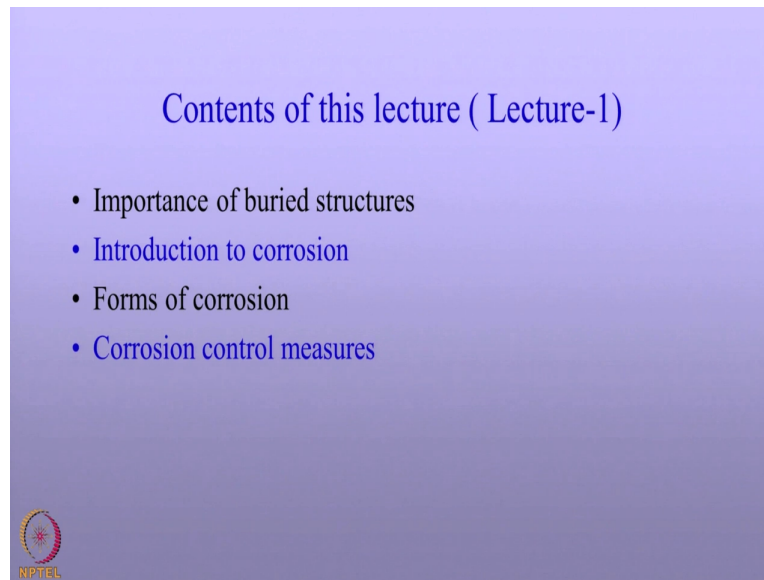 Contents of this lecture ( Lecture-1)
• Importance of buried structures
• Introduction to corrosion
• Forms of corrosion
• Corrosion control measures
NPTEL